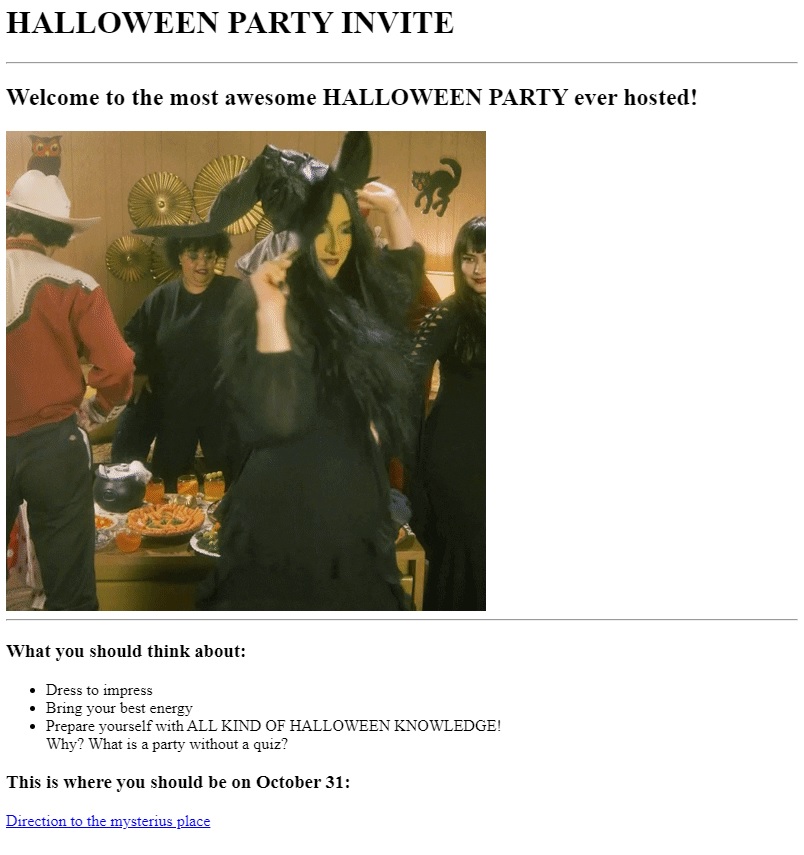 HALLOWEEN PARTY INVITE
Welcome to the most awesome HALLOWEEN PARTY ever hosted!
What you should think about:
Dress to impress
Bring your best energy
Prepare yourself with ALL KIND OF HALLOWEEN KNOWLEDGE!
Why? What is a party without a quiz?
This is where you should be on October 31:
Direction to the mysterius place